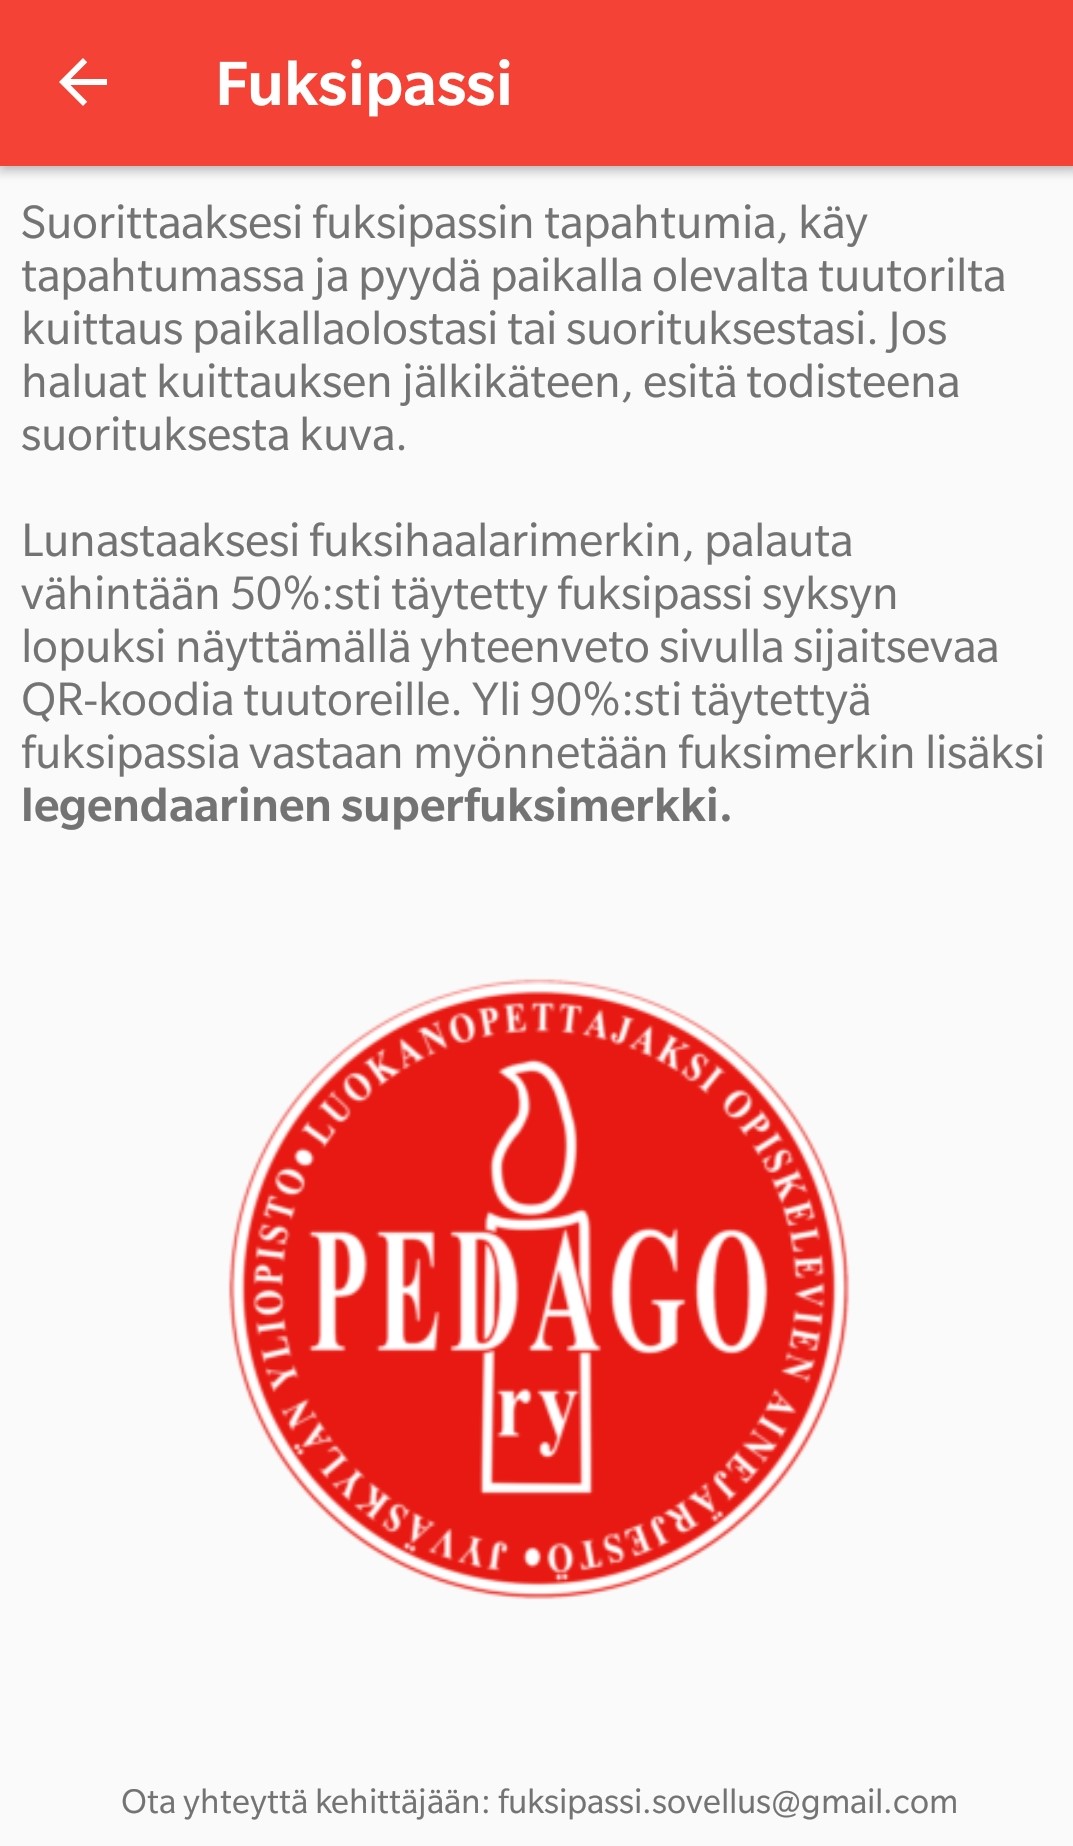 Fuksipassi
Suorittaaksesi fuksipassin tapahtumia, käy
tapahtumassa ja pyydä paikalla olevalta tuutorilta
kuittaus paikallaolostasi tai suorituksestasi. Jos
haluat kuittauksen jälkikäteen, esitä todisteena
suorituksesta kuva.
Lunastaaksesi fuksihaalarimerkin, palauta
vähintään 50%:sti täytetty fuksipassi syksyn
lopuksi näyttämällä yhteenveto sivulla sijaitsevaa
QR-koodia tuutoreille. Yli 90%:sti täytettyä
fuksipassia vastaan myönnetään fuksimerkin lisäksi
legendaarinen superfuksimerkki.
•LUOKANOPETTAJAKSI OPISKELEVIEN AINEJÄRJESTÖ
•JYVÄSKYLÄN YLIOPISTO
PEDAGO
ry
Ota yhteyttä kehittäjään: fuksipassi.sovellus@gmail.com